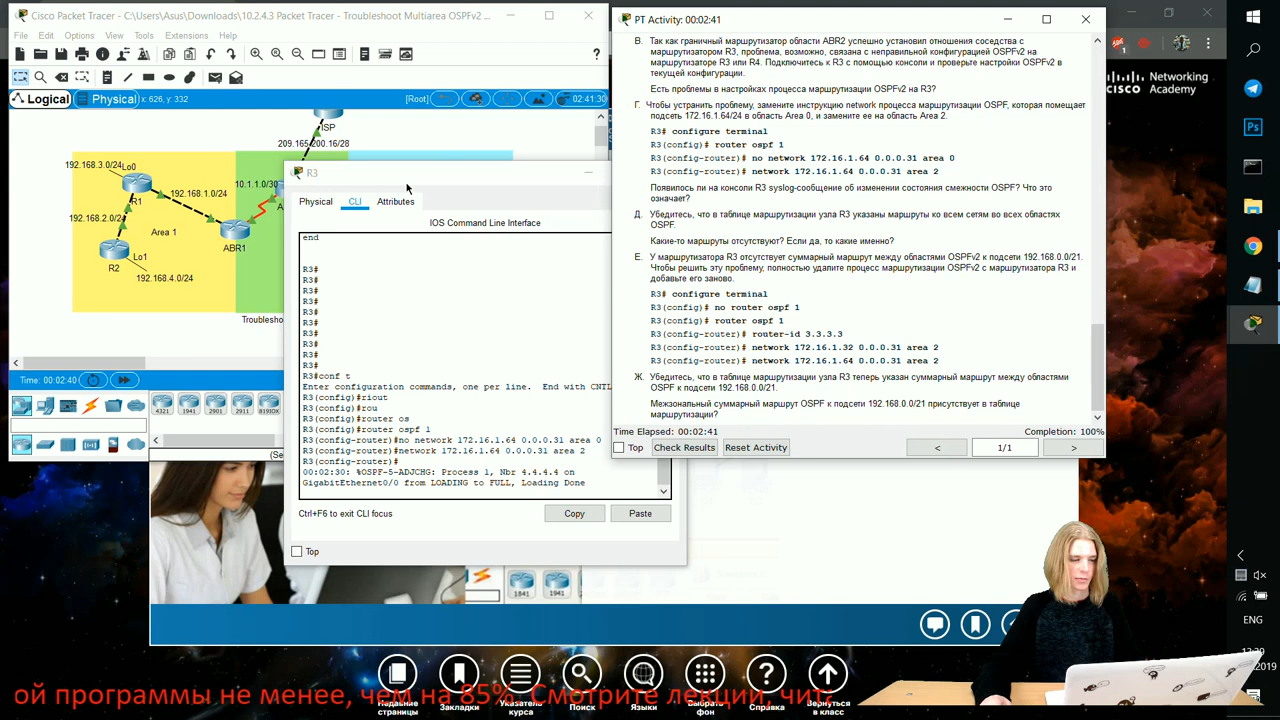 Cisco Packet Tracer - C:\Users\Asus\Downloads\10.2.4.3 Packet Tracer - Troubleshoot Multiarea OSPFv2 ...
File Edit Options View Tools Extensions Help
Logical
Physical
x: 626, y: 332
[Root]
02:41:30
ISP
209.165.200.16/28
192.168.3.0/24
Lo0
192.168.1.0/24
10.1.1.0/30
R1
192.168.2.0/24
Area 1
ABR1
Lo1
R2
192.168.4.0/24
Time: 00:02:40
4321
1941
2901
2911
819IOX
R3
Physical
CLI
Attributes
IOS Command Line Interface
end
R3#
R3#
R3#
R3#
R3#
R3#
R3#
R3#
R3#
R3#
R3#conf t
Enter configuration commands, one per line. End with CNTL
R3(config)#riout
R3(config)#rou
R3(config)#router os
R3(config)#router ospf 1
R3(config-router)#no network 172.16.1.64 0.0.0.31 area 0
R3(config-router)#network 172.16.1.64 0.0.0.31 area 2
R3(config-router)#
00:02:30: %OSPF-5-ADJCHG: Process 1, Nbr 4.4.4.4 on
GigabitEthernet0/0 from LOADING to FULL, Loading Done
Ctrl+F6 to exit CLI focus
Copy
Paste
Top
PT Activity: 00:02:41
В. Так как граничный маршрутизатор области ABR2 успешно установил отношения соседства с
маршрутизатором R3, проблема, возможно, связана с неправильной конфигурацией OSPFv2 на
маршрутизаторе R3 или R4. Подключитесь к R3 с помощью консоли и проверьте настройки OSPFv2 в
текущей конфигурации.
Есть проблемы в настройках процесса маршрутизации OSPFv2 на R3?
Г. Чтобы устранить проблему, замените инструкцию network процесса маршрутизации OSPF, которая помещает
подсеть 172.16.1.64/24 в область Area 0, и замените ее на область Area 2.
R3# configure terminal
R3(config)# router ospf 1
R3(config-router)# no network 172.16.1.64 0.0.0.31 area 0
R3(config-router)# network 172.16.1.64 0.0.0.31 area 2
Появилось ли на консоли R3 syslog-сообщение об изменении состояния смежности OSPF? Что это
означает?
Д. Убедитесь, что в таблице маршрутизации узла R3 указаны маршруты ко всем сетям во всех областях
OSPF.
Какие-то маршруты отсутствуют? Если да, то какие именно?
Е. У маршрутизатора R3 отсутствует суммарный маршрут между областями OSPFv2 к подсети 192.168.0.0/21.
Чтобы решить эту проблему, полностью удалите процесс маршрутизации OSPFv2 с маршрутизатора R3 и
добавьте его заново.
R3# configure terminal
R3(config)# no router ospf 1
R3(config)# router ospf 1
R3(config-router)# router-id 3.3.3.3
R3(config-router)# network 172.16.1.32 0.0.0.31 area 2
R3(config-router)# network 172.16.1.64 0.0.0.31 area 2
Ж. Убедитесь, что в таблице маршрутизации узла R3 теперь указан суммарный маршрут между областями
OSPF к подсети 192.168.0.0/21.
Межзональный суммарный маршрут OSPF к подсети 192.168.0.0/21 присутствует в таблице
маршрутизации?
Time Elapsed: 00:02:41
Completion: 100%
Top
Check Results
Reset Activity
<
1/1
>
Networking
Academy
CISCO
1841
1941
ENG
Закладки
Указатель
курса
Поиск
Языки
Выбрать
фон
Справка
Вернуться
в класс
ой программы не менее, чем на 85%. Смотрите лекции, чит